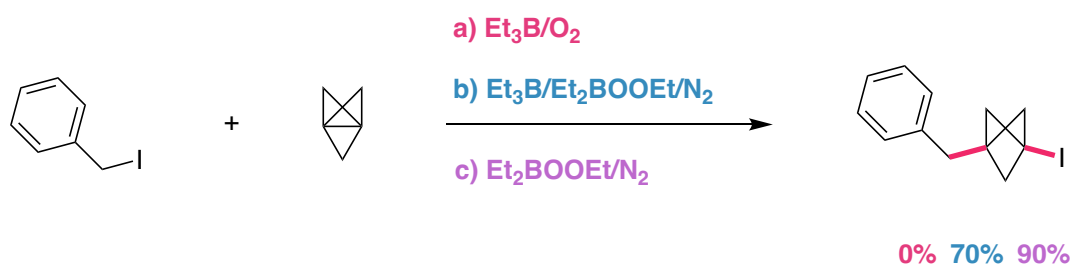 a) Et₃B/O₂
b) Et₃B/Et₂BOOEt/N₂
+
c) Et₂BOOEt/N₂
I
I
0% 70% 90%